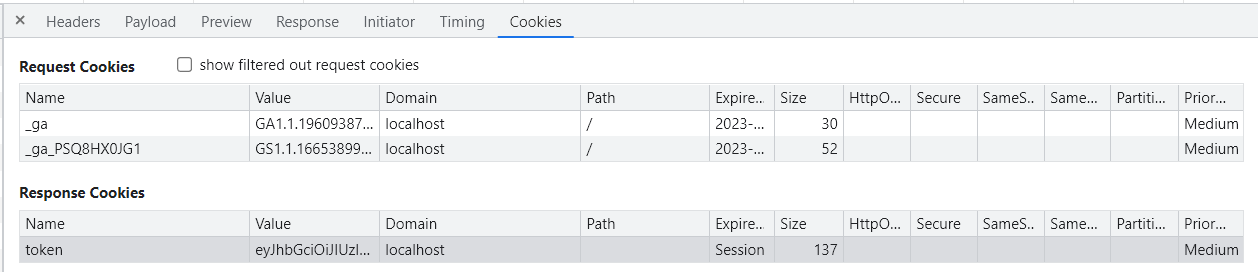 × Headers Payload Preview Response Initiator Timing Cookies
Request Cookies show filtered out request cookies
Name Value Domain Path Expire... Size HttpO... Secure SameS... Same... Partiti... Prior...
_ga GA1.1.19609387... localhost / 2023-... 30 Medium
_ga_PSQ8HX0JG1 GS1.1.16653899... localhost / 2023-... 52 Medium
Response Cookies
Name Value Domain Path Expire... Size HttpO... Secure SameS... Same... Partiti... Prior...
token eyJhbGciOiJIUzI... localhost Session 137 Medium